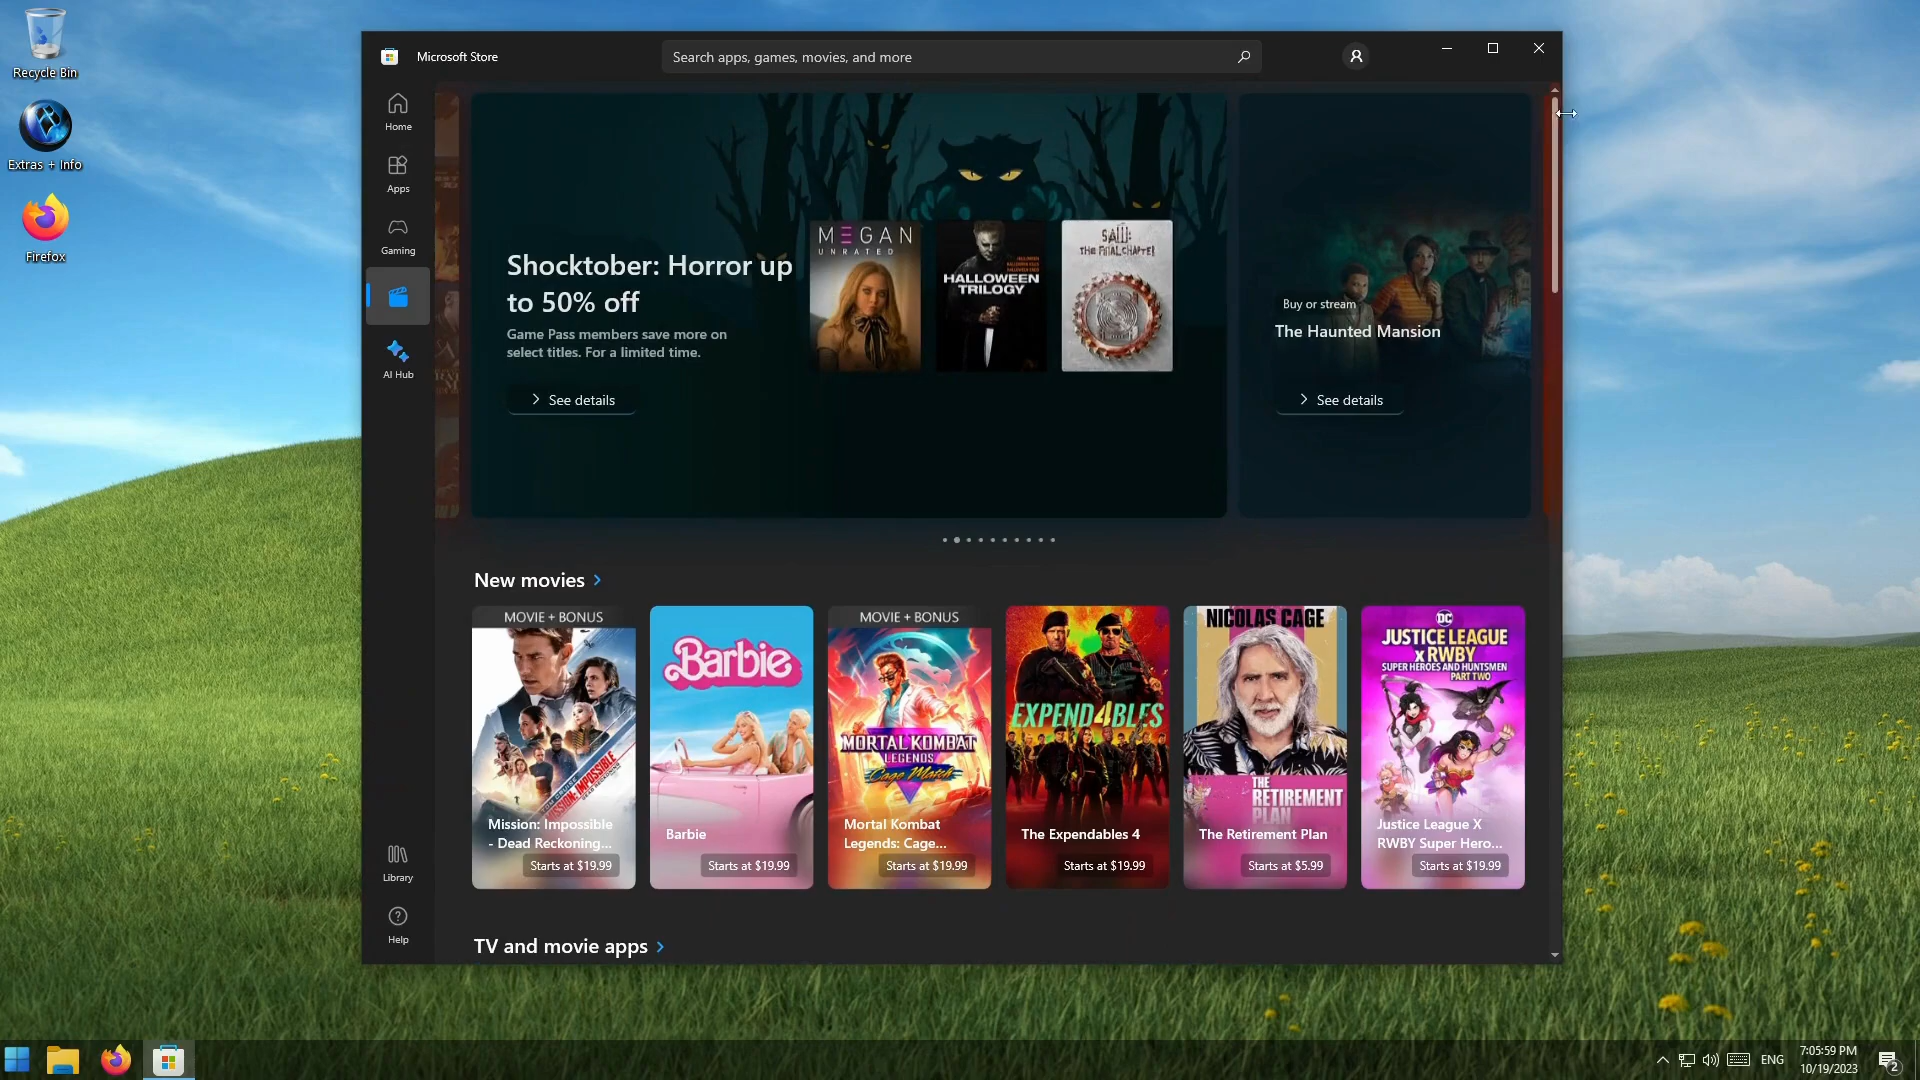 Recycle Bin
Extras + Info
Firefox
Microsoft Store
Search apps, games, movies, and more
Home
Apps
Gaming
AI Hub
Library
Help
Shocktober: Horror up
to 50% off
Game Pass members save more on
select titles. For a limited time.
See details
M3GAN
UNRATED
HALLOWEEN
TRILOGY
SAW:
THE FINAL CHAPTER
Buy or stream
The Haunted Mansion
See details
New movies
MOVIE + BONUS
MISSION: IMPOSSIBLE
Mission: Impossible
- Dead Reckoning...
Starts at $19.99
Barbie
Barbie
Starts at $19.99
MOVIE + BONUS
MORTAL KOMBAT
LEGENDS
Cage Match
Mortal Kombat
Legends: Cage...
Starts at $19.99
EXPEND4BLES
The Expendables 4
Starts at $19.99
NICOLAS CAGE
THE
RETIREMENT
PLAN
The Retirement Plan
Starts at $5.99
DC
JUSTICE LEAGUE
x RWBY
SUPER HEROES AND HUNTSMEN
PART TWO
Justice League X
RWBY Super Hero...
Starts at $19.99
TV and movie apps
ENG
7:05:59 PM
10/19/2023
2